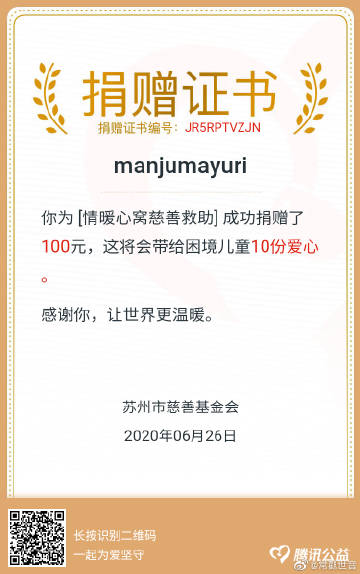 捐赠证书
捐赠证书编号：JR5RPTVZJN
manjumayuri
你为 [情暖心窝慈善救助] 成功捐赠了
100元，这将会带给困境儿童10份爱心
。
感谢你，让世界更温暖。
苏州市慈善基金会
2020年06月26日
长按识别二维码
一起为爱坚守
腾讯公益